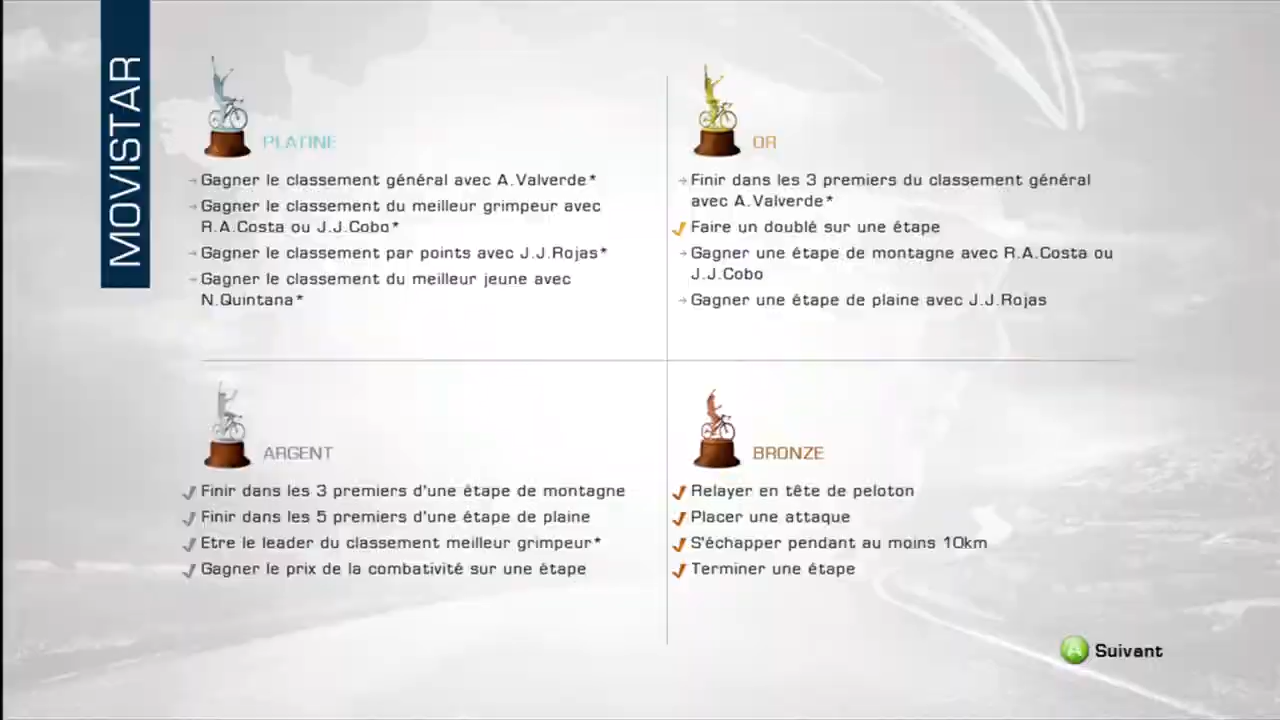 MOVISTAR
PLATINE
Gagner le classement général avec A.Valverde*
Gagner le classement du meilleur grimpeur avec
R.A.Costa ou J.J.Cobo*
Gagner le classement par points avec J.J.Rojas*
Gagner le classement du meilleur jeune avec
N.Quintana*
OR
Finir dans les 3 premiers du classement général
avec A.Valverde*
Faire un doublé sur une étape
Gagner une étape de montagne avec R.A.Costa ou
J.J.Cobo
Gagner une étape de plaine avec J.J.Rojas
ARGENT
Finir dans les 3 premiers d'une étape de montagne
Finir dans les 5 premiers d'une étape de plaine
Etre le leader du classement meilleur grimpeur*
Gagner le prix de la combativité sur une étape
BRONZE
Relayer en tête de peloton
Placer une attaque
S'échapper pendant au moins 10km
Terminer une étape
A Suivant